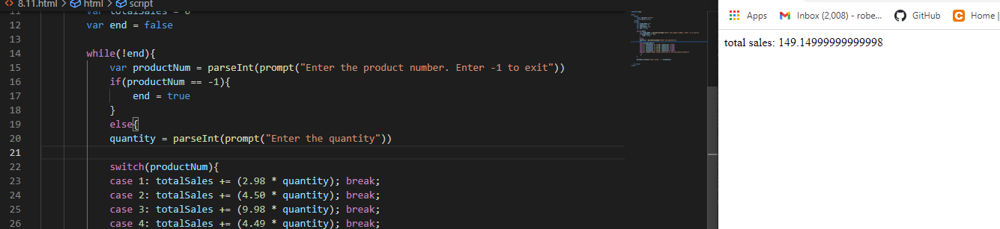 8.11.html > html > script
11 var totalSales = 0
12 var end = false
13
14 while(!end){
15 var productNum = parseInt(prompt("Enter the product number. Enter -1 to exit"))
16 if(productNum == -1){
17 end = true
18 }
19 else{
20 quantity = parseInt(prompt("Enter the quantity"))
21
22 switch(productNum){
23 case 1: totalSales += (2.98 * quantity); break;
24 case 2: totalSales += (4.50 * quantity); break;
25 case 3: totalSales += (9.98 * quantity); break;
26 case 4: totalSales += (4.49 * quantity); break;
Apps Inbox (2,008) - robe... GitHub Home |
total sales: 149.14999999999998